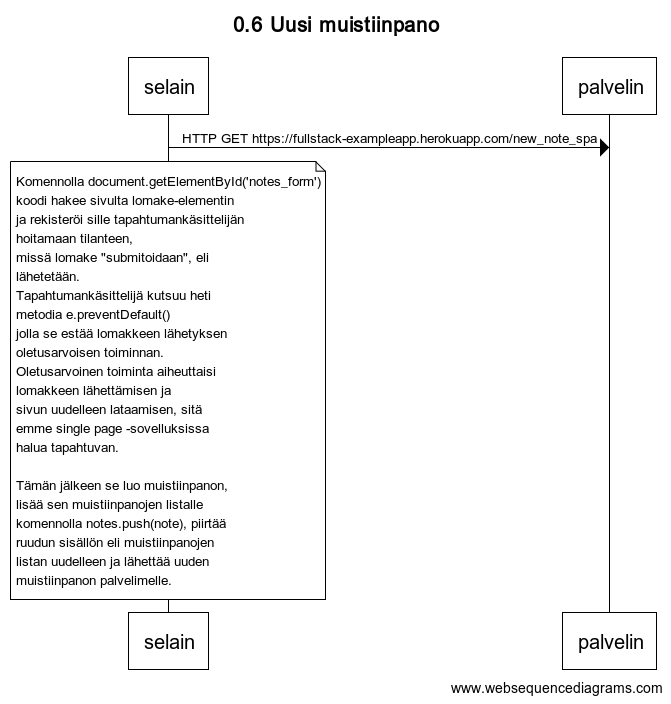 0.6 Uusi muistiinpano
selain
palvelin
HTTP GET https://fullstack-exampleapp.herokuapp.com/new_note_spa
Komennolla document.getElementById('notes_form')
koodi hakee sivulta lomake-elementin
ja rekisteröi sille tapahtumankäsittelijän
hoitamaan tilanteen,
missä lomake "submitoidaan", eli
lähetetään.
Tapahtumankäsittelijä kutsuu heti
metodia e.preventDefault()
jolla se estää lomakkeen lähetyksen
oletusarvoisen toiminnan.
Oletusarvoinen toiminta aiheuttaisi
lomakkeen lähettämisen ja
sivun uudelleen lataamisen, sitä
emme single page -sovelluksissa
halua tapahtuvan.

Tämän jälkeen se luo muistiinpanon,
lisää sen muistiinpanojen listalle
komennolla notes.push(note), piirtää
ruudun sisällön eli muistiinpanojen
listan uudelleen ja lähettää uuden
muistiinpanon palvelimelle.
selain
palvelin
www.websequencediagrams.com